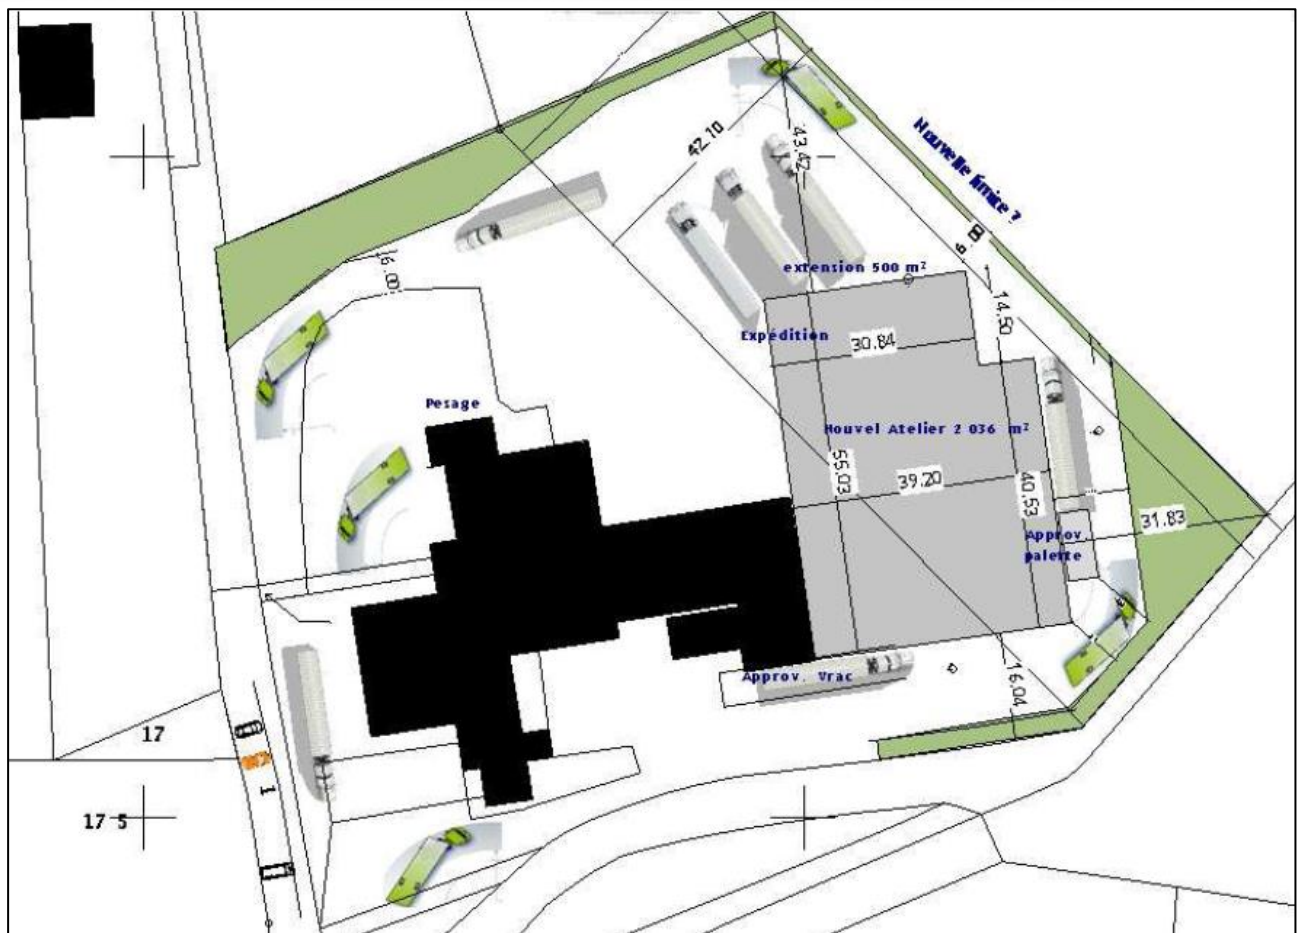 42.10
43.42
Nouvelle limite ?
9.00
6.00
extension 500 m²
14.50
Expédition
30.84
Pesage
Nouvel Atelier 2 036 m²
55.03
39.20
40.53
31.83
Approv.
palette
Approv. Vrac
16.04
17
1
17 5